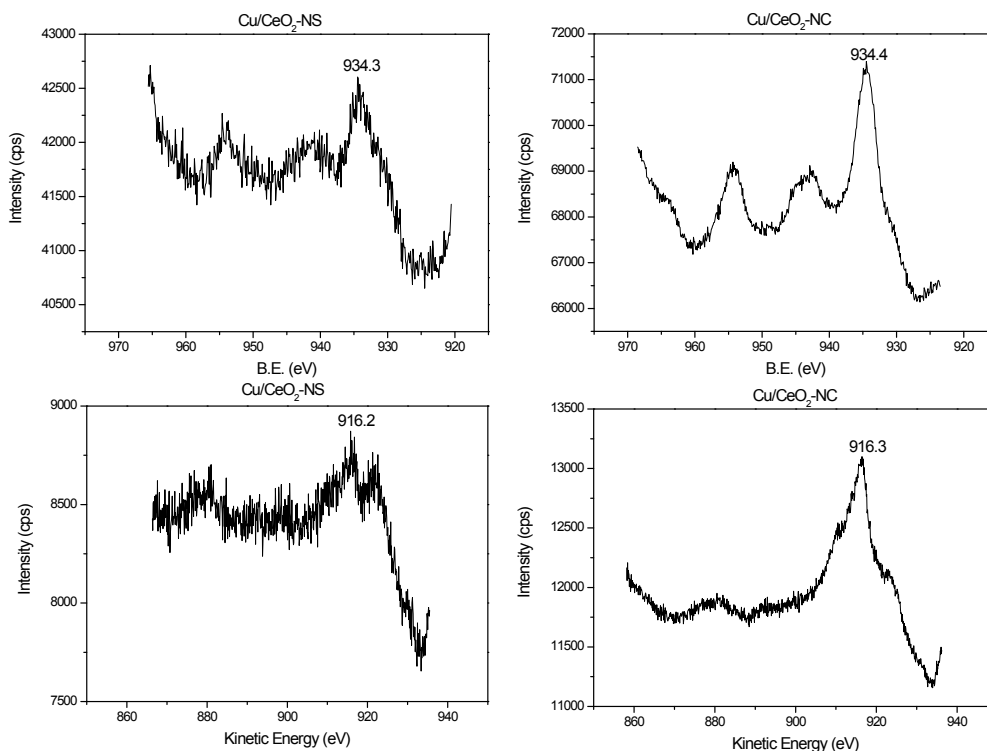 Cu/CeO₂-NS
934.3
43000
42500
42000
41500
41000
40500
Intensity (cps)
970 960 950 940 930 920
B.E. (eV)
Cu/CeO₂-NC
934.4
72000
71000
70000
69000
68000
67000
66000
Intensity (cps)
970 960 950 940 930 920
B.E. (eV)
Cu/CeO₂-NS
916.2
9000
8500
8000
7500
Intensity (cps)
860 880 900 920 940
Kinetic Energy (eV)
Cu/CeO₂-NC
916.3
13500
13000
12500
12000
11500
11000
Intensity (cps)
860 880 900 920 940
Kinetic Energy (eV)